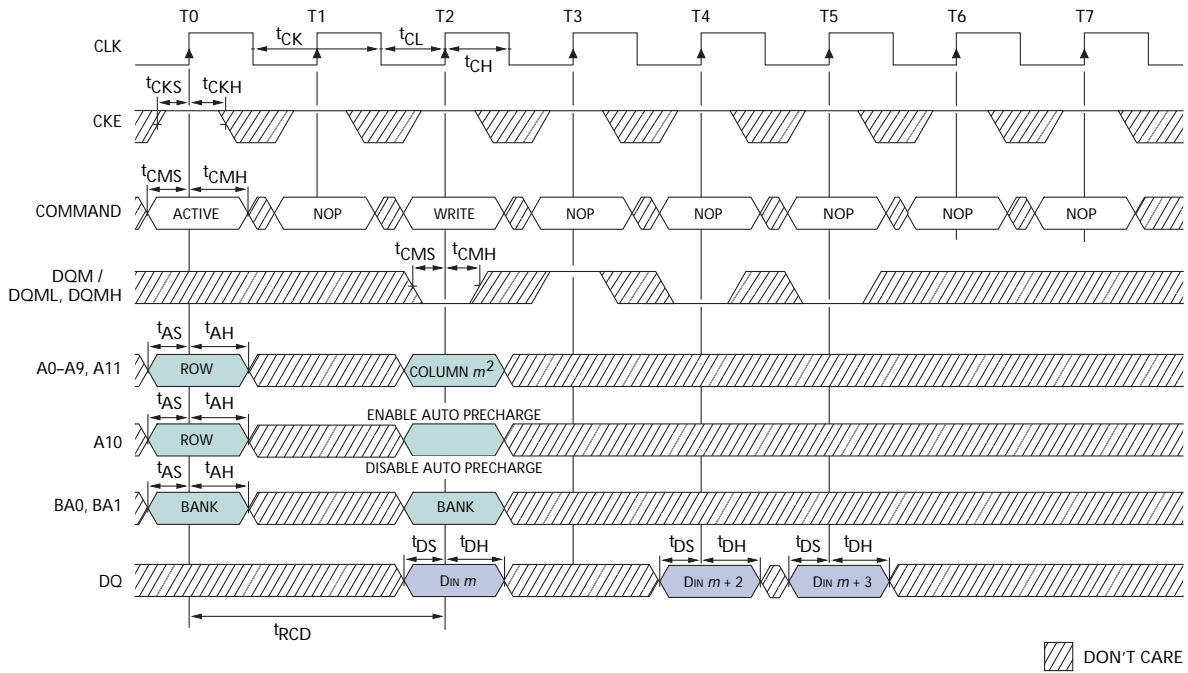 T0 T1 T2 T3 T4 T5 T6 T7
CLK tCK tCL tCH
tCKS tCKH
CKE
tCMS tCMH
COMMAND ACTIVE NOP WRITE NOP NOP NOP NOP NOP
tCMS tCMH
DQM /
DQML, DQMH
tAS tAH
A0–A9, A11 ROW COLUMN m²
tAS tAH ENABLE AUTO PRECHARGE
A10 ROW
tAS tAH DISABLE AUTO PRECHARGE
BA0, BA1 BANK BANK
tDS tDH tDS tDH tDS tDH
DQ DIN m DIN m + 2 DIN m + 3
tRCD
DON'T CARE